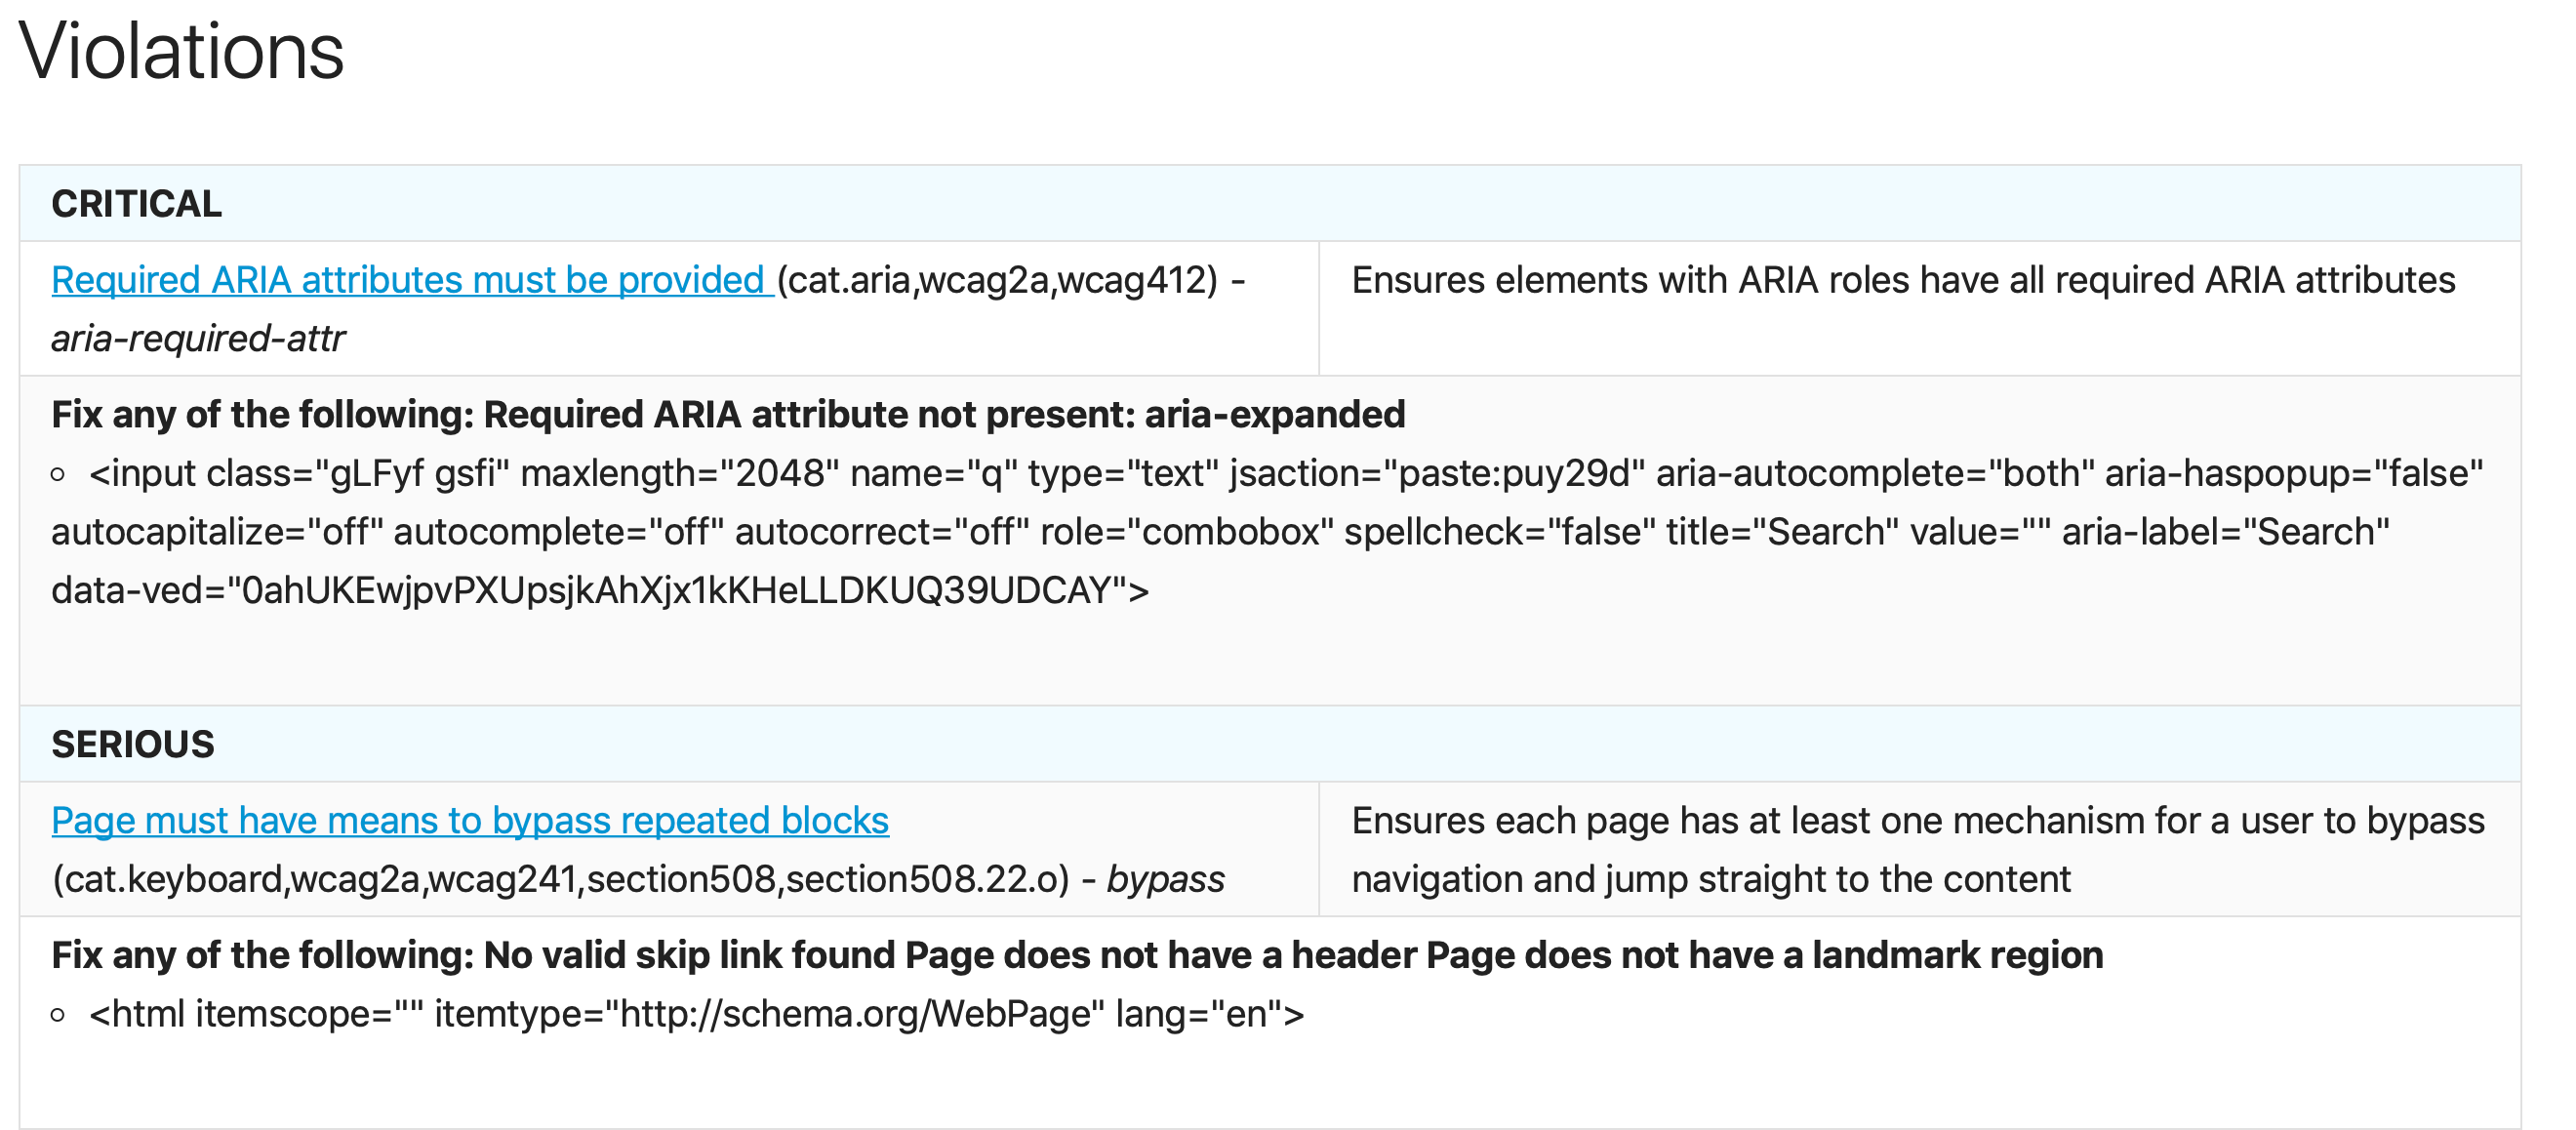 Violations
CRITICAL
Required ARIA attributes must be provided (cat.aria,wcag2a,wcag412) -
aria-required-attr
Ensures elements with ARIA roles have all required ARIA attributes
Fix any of the following: Required ARIA attribute not present: aria-expanded
<input class="gLFyf gsfi" maxlength="2048" name="q" type="text" jsaction="paste:puy29d" aria-autocomplete="both" aria-haspopup="false"
autocapitalize="off" autocomplete="off" autocorrect="off" role="combobox" spellcheck="false" title="Search" value="" aria-label="Search"
data-ved="0ahUKEwjpvPXUpsjkAhXjx1kKHeLLDKUQ39UDCAY">
SERIOUS
Page must have means to bypass repeated blocks
(cat.keyboard,wcag2a,wcag241,section508,section508.22.o) - bypass
Ensures each page has at least one mechanism for a user to bypass
navigation and jump straight to the content
Fix any of the following: No valid skip link found Page does not have a header Page does not have a landmark region
<html itemscope="" itemtype="http://schema.org/WebPage" lang="en">